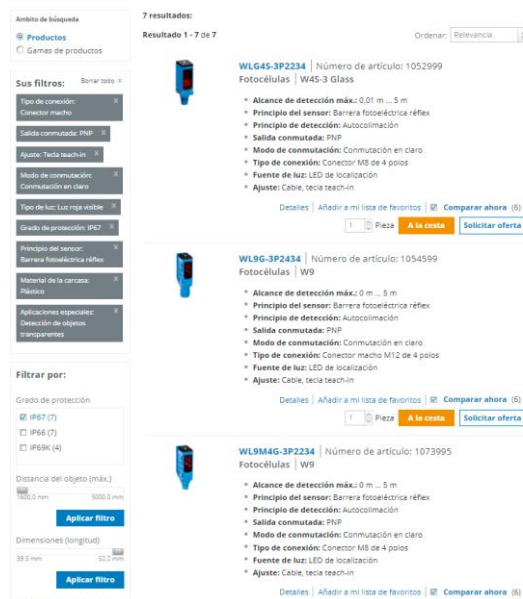 Ámbito de búsqueda
Productos
Gamas de productos
Sus filtros:
Borrar todo ×
Tipo de conexión: X
Conector macho
Salida conmutada: PNP X
Ajuste: Tecla teach-in X
Modo de conmutación: X
Conmutación en claro
Tipo de luz: Luz roja visible X
Grado de protección: IP67 X
Principio del sensor: X
Barrera fotoeléctrica réflex
Material de la carcasa: X
Plástico
Aplicaciones especiales: X
Detección de objetos
transparentes
Filtrar por:
Grado de protección
IP67 (7)
IP66 (7)
IP69K (4)
Distancia del objeto (máx.)
1600.0 mm 5000.0 mm
Aplicar filtro
Dimensiones (longitud)
39.5 mm 52.2 mm
Aplicar filtro
7 resultados:
Resultado 1 - 7 de 7
Ordenar: Relevancia
WLG4S-3P2234 | Número de artículo: 1052999
Fotocélulas | W4S-3 Glass
Alcance de detección máx.: 0,01 m ... 5 m
Principio del sensor: Barrera fotoeléctrica réflex
Principio de detección: Autocolimación
Salida conmutada: PNP
Modo de conmutación: Conmutación en claro
Tipo de conexión: Conector M8 de 4 polos
Fuente de luz: LED de localización
Ajuste: Cable, tecla teach-in
Detalles | Añadir a mi lista de favoritos | Comparar ahora (6)
1 Pieza A la cesta Solicitar oferta
WL9G-3P2434 | Número de artículo: 1054599
Fotocélulas | W9
Alcance de detección máx.: 0 m ... 5 m
Principio del sensor: Barrera fotoeléctrica réflex
Principio de detección: Autocolimación
Salida conmutada: PNP
Modo de conmutación: Conmutación en claro
Tipo de conexión: Conector macho M12 de 4 polos
Fuente de luz: LED de localización
Ajuste: Cable, tecla teach-in
Detalles | Añadir a mi lista de favoritos | Comparar ahora (6)
1 Pieza A la cesta Solicitar oferta
WL9M4G-3P2234 | Número de artículo: 1073995
Fotocélulas | W9
Alcance de detección máx.: 0 m ... 5 m
Principio del sensor: Barrera fotoeléctrica réflex
Principio de detección: Autocolimación
Salida conmutada: PNP
Modo de conmutación: Conmutación en claro
Tipo de conexión: Conector M8 de 4 polos
Fuente de luz: LED de localización
Ajuste: Cable, tecla teach-in
Detalles | Añadir a mi lista de favoritos | Comparar ahora (6)